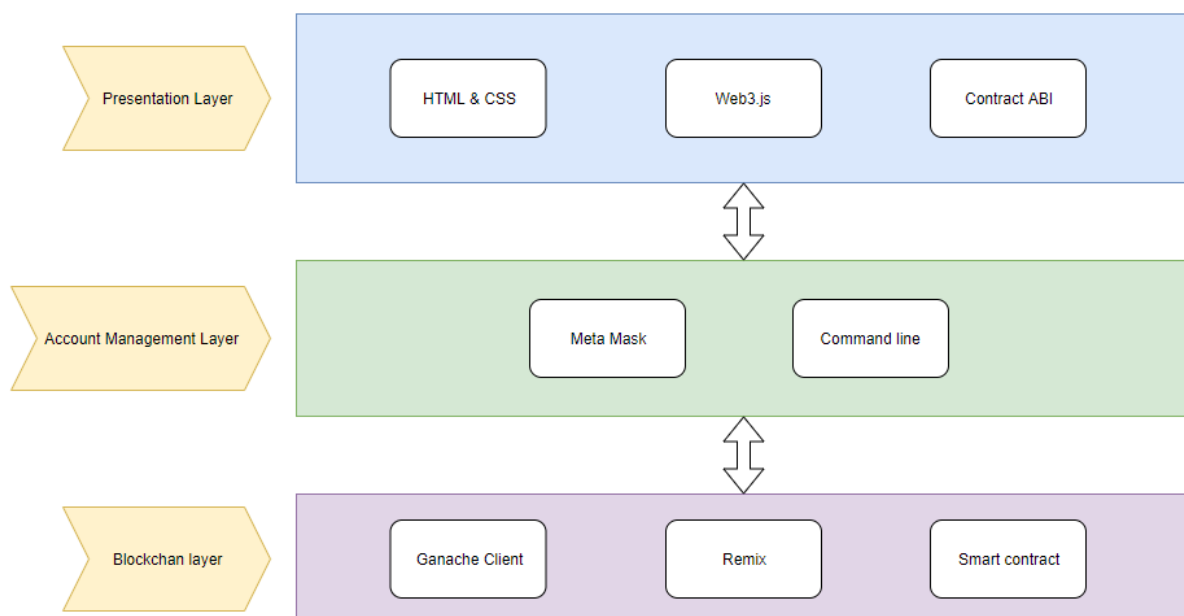 Presentation Layer
HTML & CSS
Web3.js
Contract ABI
Account Management Layer
Meta Mask
Command line
Blockchan layer
Ganache Client
Remix
Smart contract